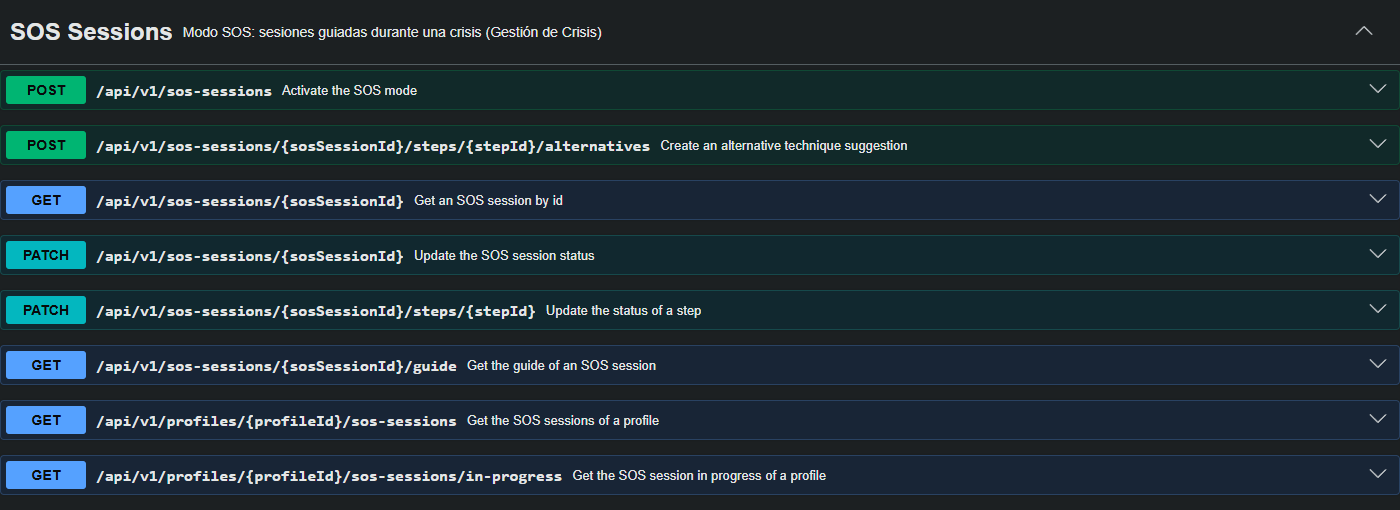 SOS Sessions Modo SOS: sesiones guiadas durante una crisis (Gestión de Crisis)
POST /api/v1/sos-sessions Activate the SOS mode
POST /api/v1/sos-sessions/{sosSessionId}/steps/{stepId}/alternatives Create an alternative technique suggestion
GET /api/v1/sos-sessions/{sosSessionId} Get an SOS session by id
PATCH /api/v1/sos-sessions/{sosSessionId} Update the SOS session status
PATCH /api/v1/sos-sessions/{sosSessionId}/steps/{stepId} Update the status of a step
GET /api/v1/sos-sessions/{sosSessionId}/guide Get the guide of an SOS session
GET /api/v1/profiles/{profileId}/sos-sessions Get the SOS sessions of a profile
GET /api/v1/profiles/{profileId}/sos-sessions/in-progress Get the SOS session in progress of a profile